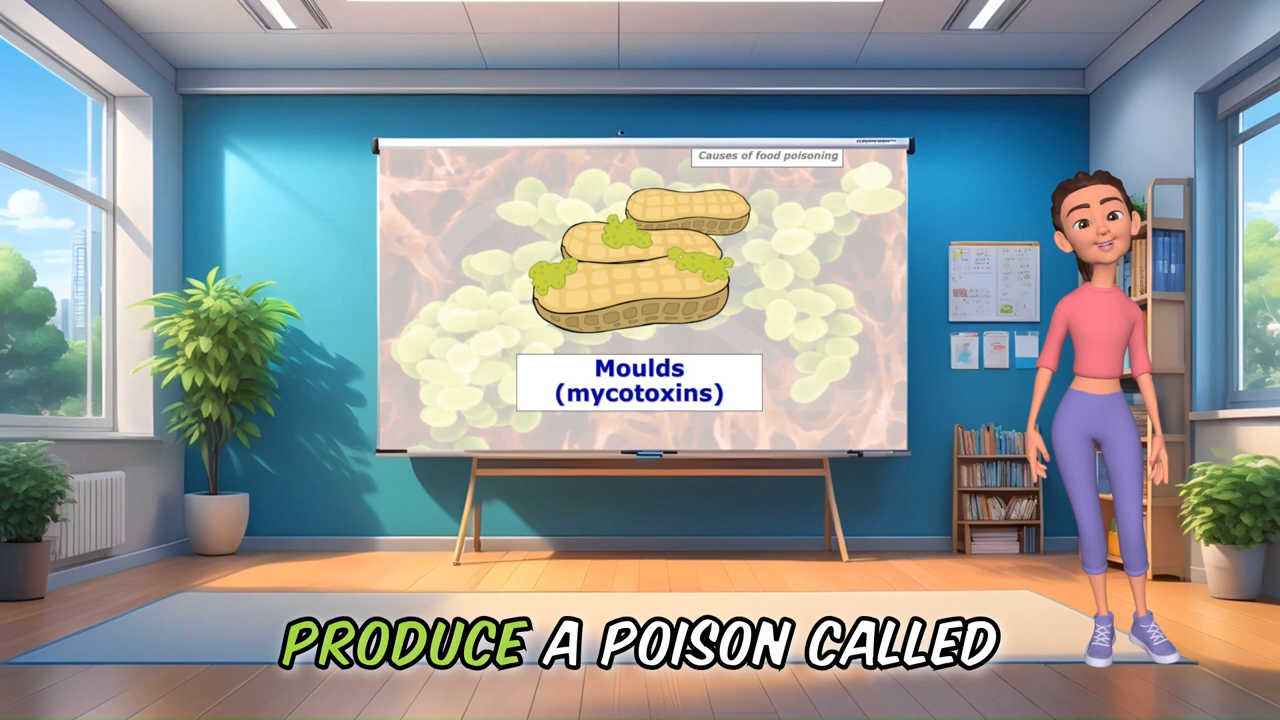 Causes of food poisoning
Moulds
(mycotoxins)
PRODUCE A POISON CALLED